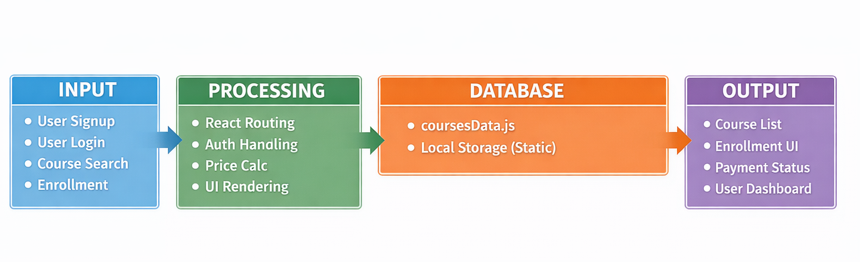 INPUT
• User Signup
• User Login
• Course Search
• Enrollment
PROCESSING
• React Routing
• Auth Handling
• Price Calc
• UI Rendering
DATABASE
• coursesData.js
• Local Storage (Static)
OUTPUT
• Course List
• Enrollment UI
• Payment Status
• User Dashboard